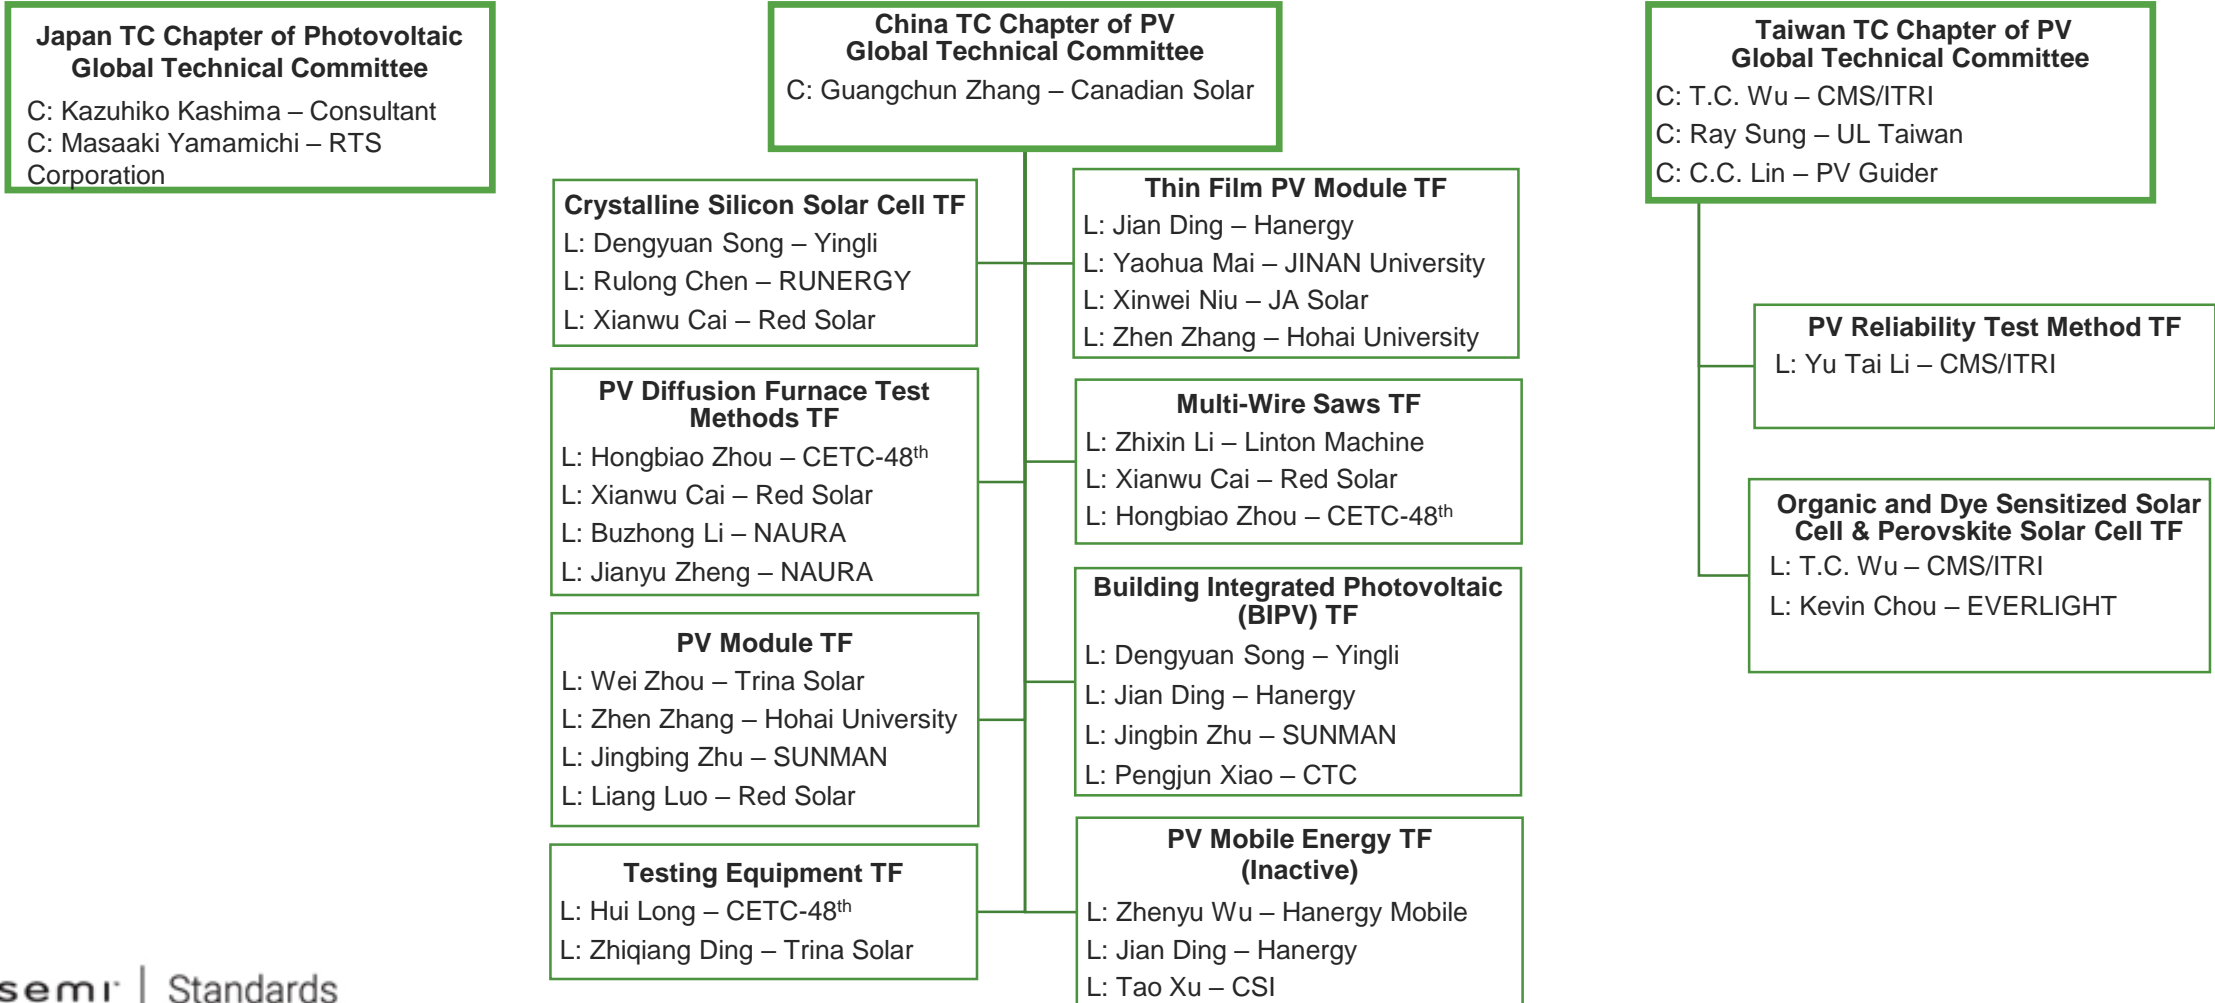 Japan TC Chapter of Photovoltaic
Global Technical Committee
C: Kazuhiko Kashima – Consultant
C: Masaaki Yamamichi – RTS
Corporation
China TC Chapter of PV
Global Technical Committee
C: Guangchun Zhang – Canadian Solar
Taiwan TC Chapter of PV
Global Technical Committee
C: T.C. Wu – CMS/ITRI
C: Ray Sung – UL Taiwan
C: C.C. Lin – PV Guider
Crystalline Silicon Solar Cell TF
L: Dengyuan Song – Yingli
L: Rulong Chen – RUNERGY
L: Xianwu Cai – Red Solar
Thin Film PV Module TF
L: Jian Ding – Hanergy
L: Yaohua Mai – JINAN University
L: Xinwei Niu – JA Solar
L: Zhen Zhang – Hohai University
PV Diffusion Furnace Test
Methods TF
L: Hongbiao Zhou – CETC-48th
L: Xianwu Cai – Red Solar
L: Buzhong Li – NAURA
L: Jianyu Zheng – NAURA
Multi-Wire Saws TF
L: Zhixin Li – Linton Machine
L: Xianwu Cai – Red Solar
L: Hongbiao Zhou – CETC-48th
PV Module TF
L: Wei Zhou – Trina Solar
L: Zhen Zhang – Hohai University
L: Jingbing Zhu – SUNMAN
L: Liang Luo – Red Solar
Building Integrated Photovoltaic
(BIPV) TF
L: Dengyuan Song – Yingli
L: Jian Ding – Hanergy
L: Jingbin Zhu – SUNMAN
L: Pengjun Xiao – CTC
Testing Equipment TF
L: Hui Long – CETC-48th
L: Zhiqiang Ding – Trina Solar
PV Mobile Energy TF
(Inactive)
L: Zhenyu Wu – Hanergy Mobile
L: Jian Ding – Hanergy
L: Tao Xu – CSI
PV Reliability Test Method TF
L: Yu Tai Li – CMS/ITRI
Organic and Dye Sensitized Solar
Cell & Perovskite Solar Cell TF
L: T.C. Wu – CMS/ITRI
L: Kevin Chou – EVERLIGHT
semi | Standards